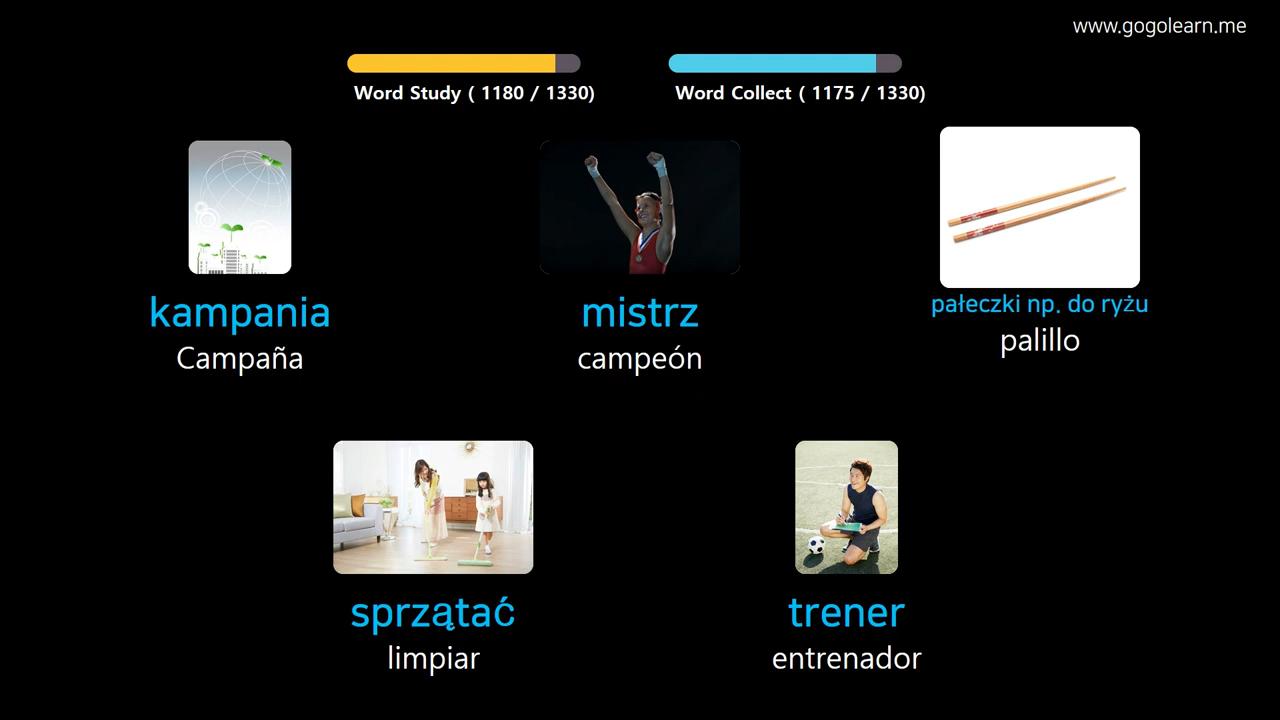 www.gogolearn.me
Word Study ( 1180 / 1330)
Word Collect ( 1175 / 1330)
kampania
Campaña
mistrz
campeón
pałeczki np. do ryżu
palillo
sprzątać
limpiar
trener
entrenador